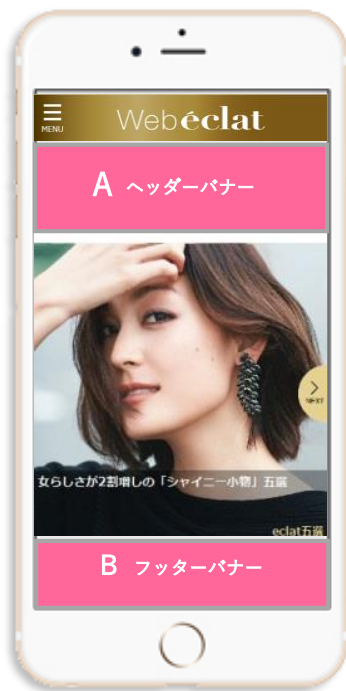 MENU
Webéclat
A ヘッダーバナー
NEXT
女らしさが2割増しの「シャイニー小物」五選
eclat五選
B フッターバナー